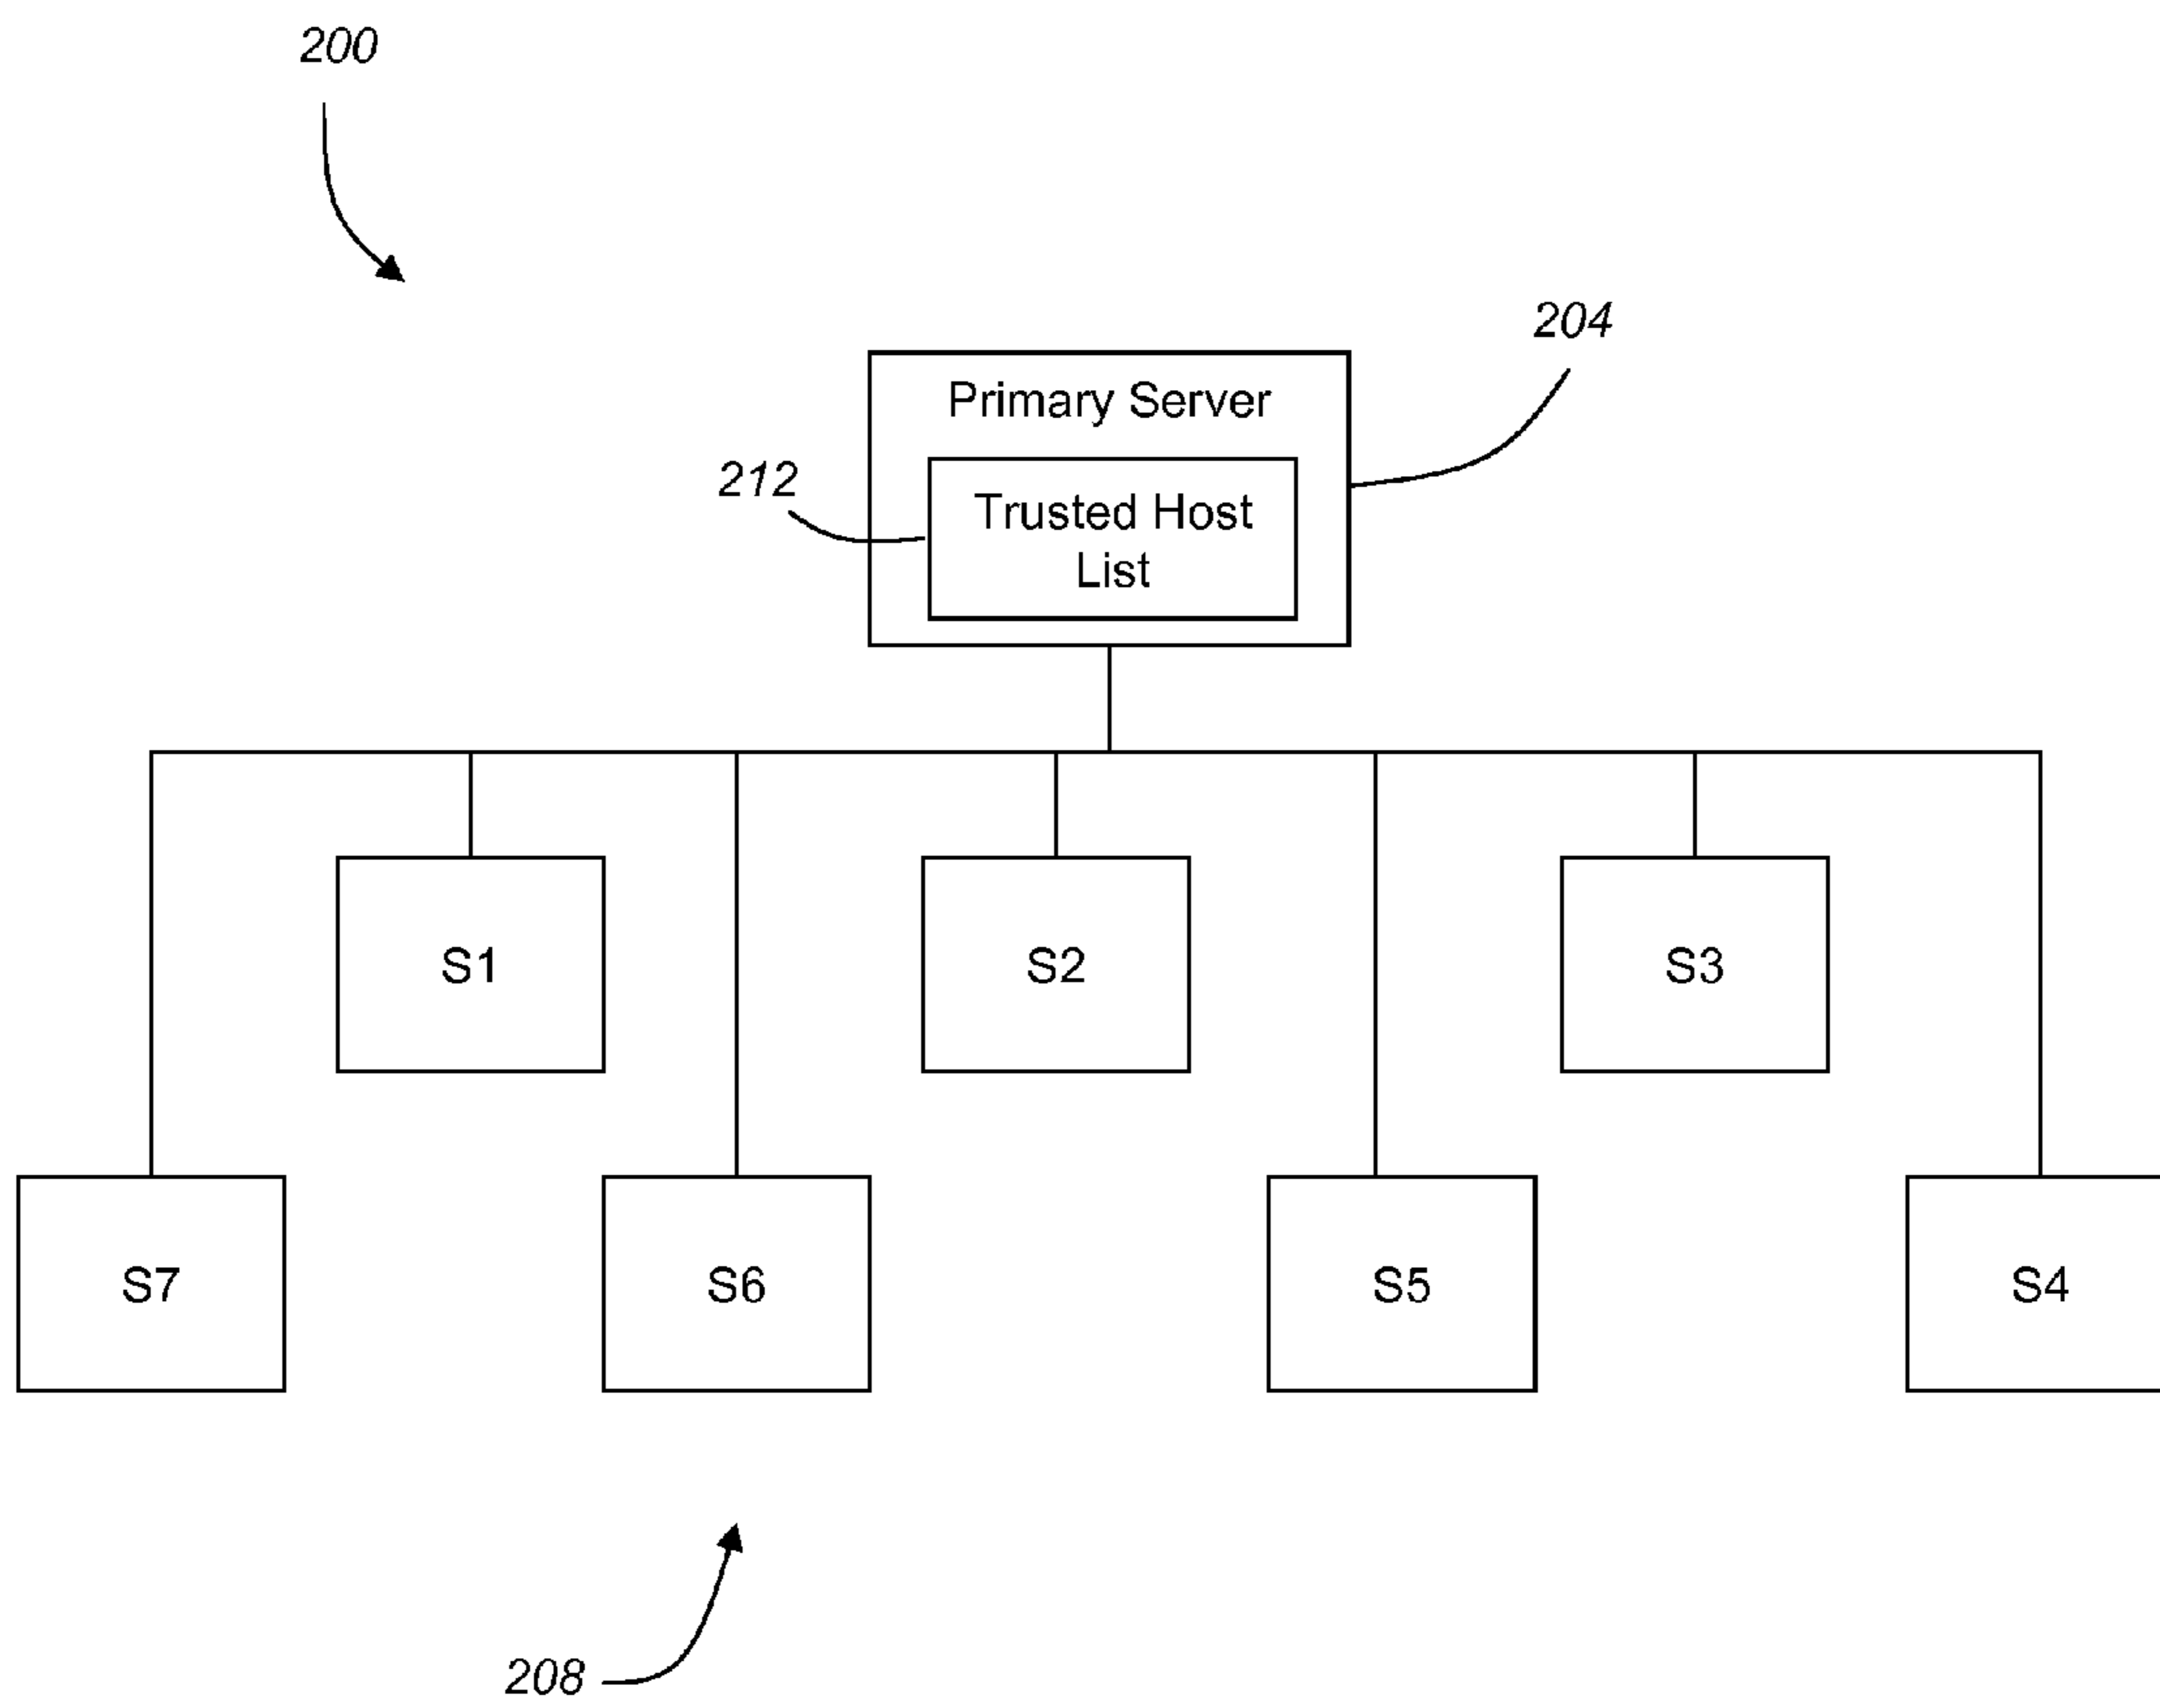 200
204
Primary Server
212
Trusted Host
List
S1
S2
S3
S7
S6
S5
S4
208